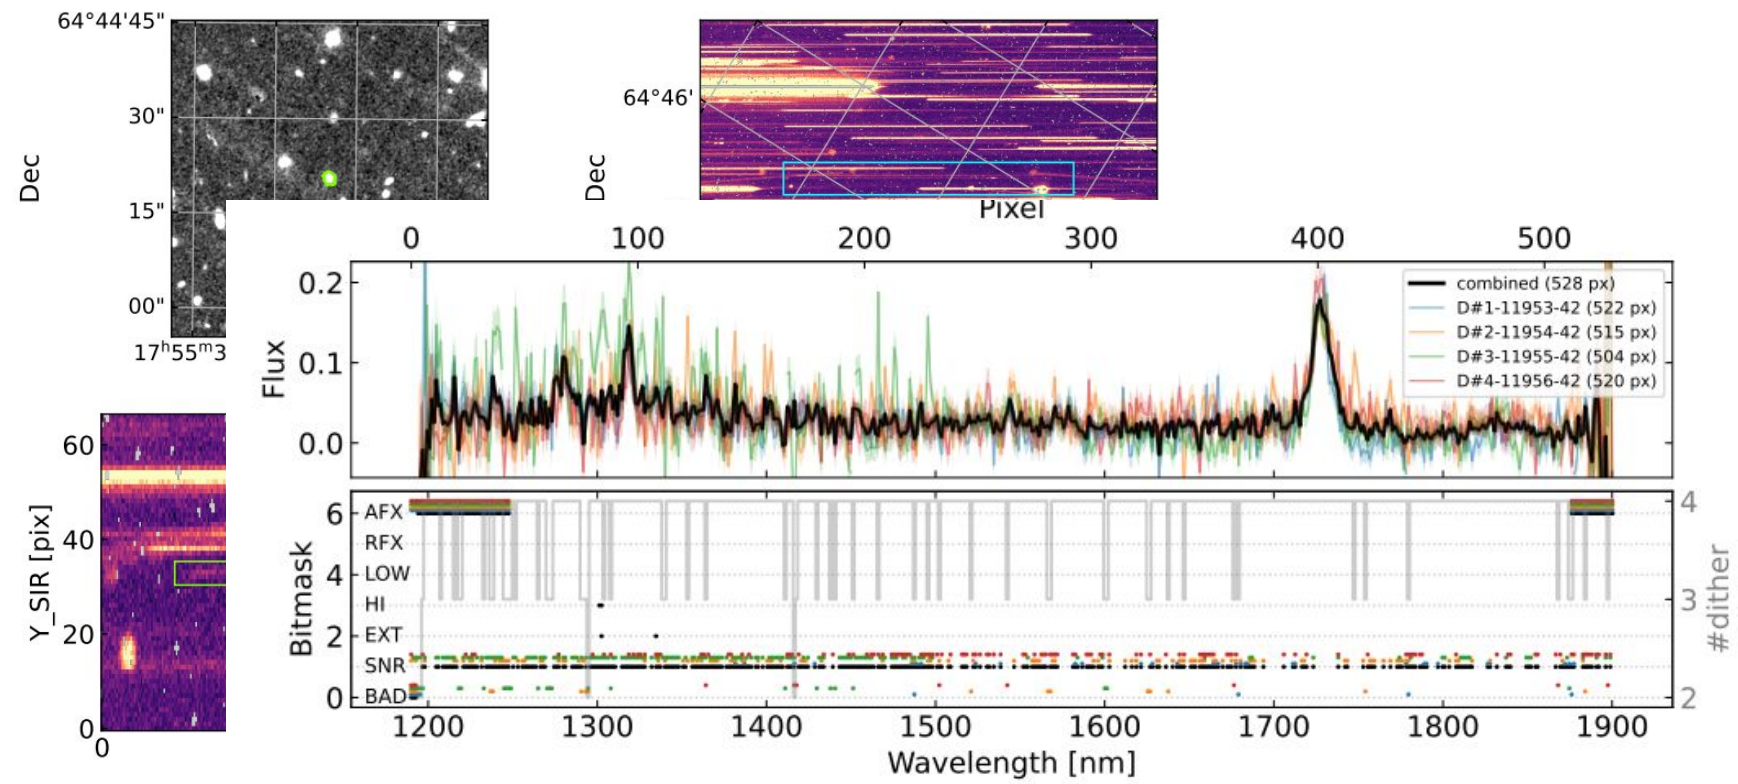 64°44'45"
30"
15"
00"
Dec
17ʰ55ᵐ3
64°46'
Dec
Pixel
0 100 200 300 400 500
0.2
0.1
0.0
Flux
combined (528 px)
D#1-11953-42 (522 px)
D#2-11954-42 (515 px)
D#3-11955-42 (504 px)
D#4-11956-42 (520 px)
60
40
20
0
Y_SIR [pix]
0
6
4
2
0
Bitmask
AFX
RFX
LOW
HI
EXT
SNR
BAD
4
3
2
#dither
1200 1300 1400 1500 1600 1700 1800 1900
Wavelength [nm]